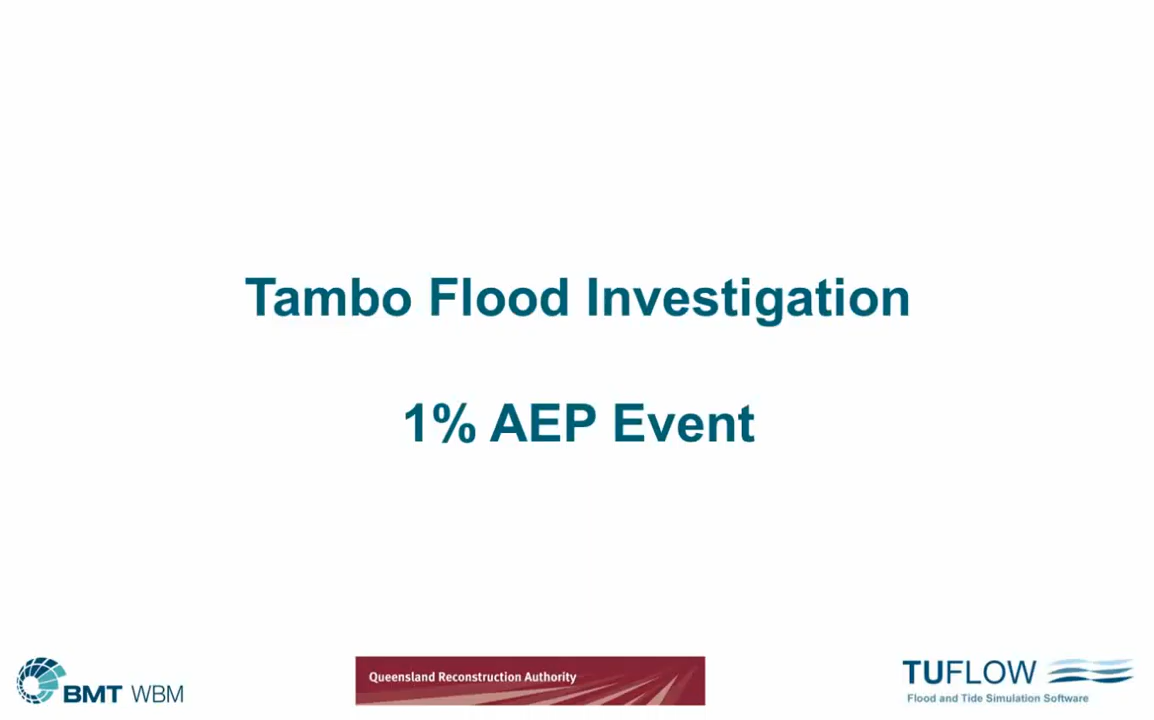 Tambo Flood Investigation
1% AEP Event
BMT WBM
Queensland Reconstruction Authority
TUFLOW
Flood and Tide Simulation Software